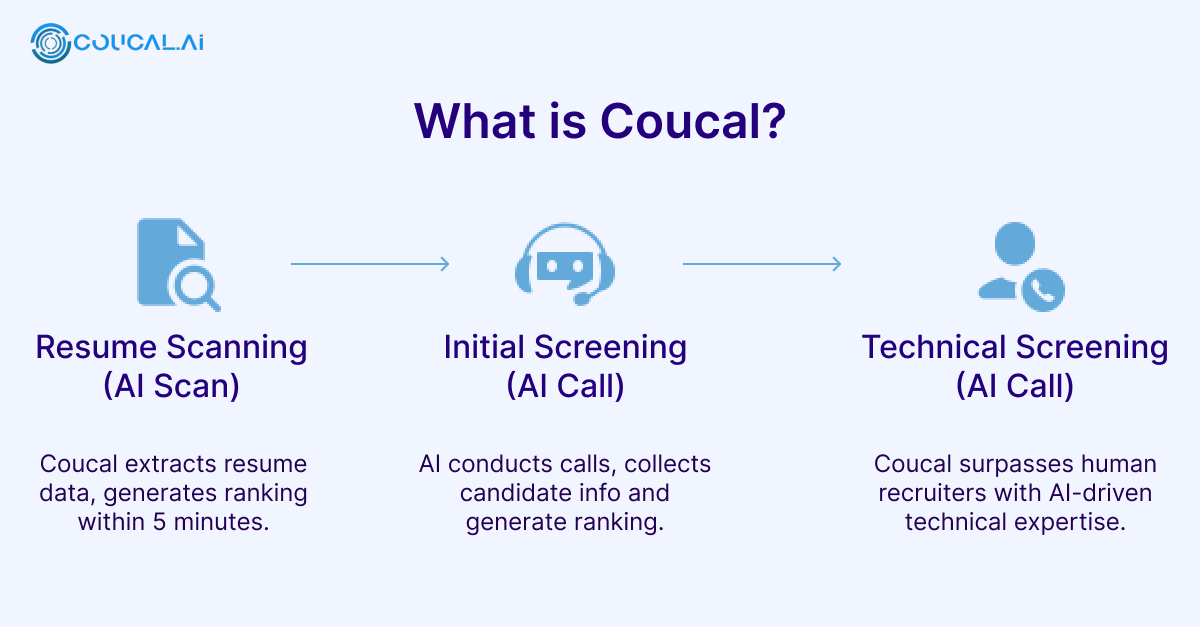 COUCAL.Ai
What is Coucal?
Resume Scanning
(AI Scan)
Coucal extracts resume
data, generates ranking
within 5 minutes.
Initial Screening
(AI Call)
AI conducts calls, collects
candidate info and
generate ranking.
Technical Screening
(AI Call)
Coucal surpasses human
recruiters with AI-driven
technical expertise.